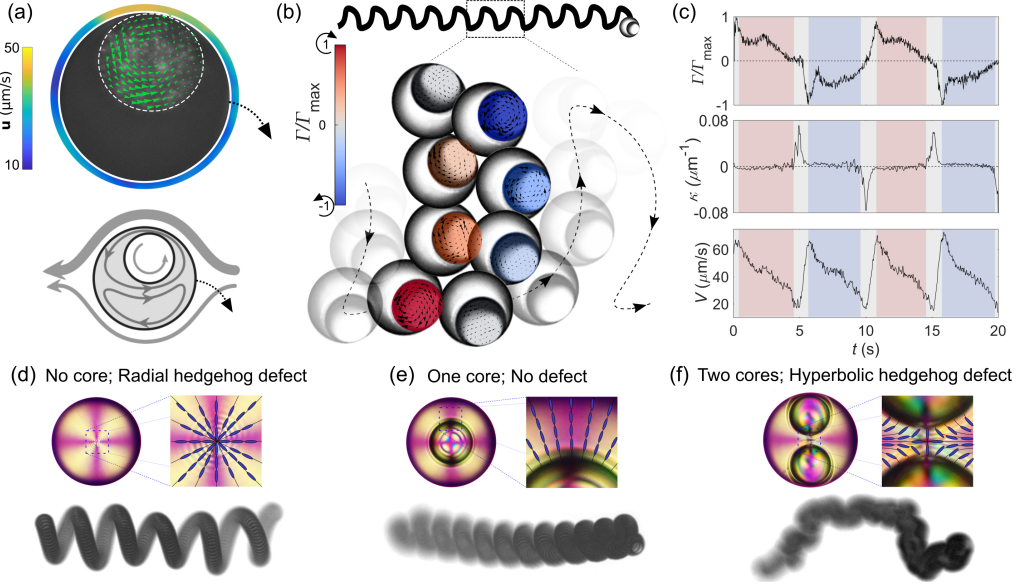 (a)
50
u (μm/s)
10
(b)
1
Γ/Γmax
0
-1
(c)
Γ/Γmax
1
0
-1
κ (μm⁻¹)
0.08
0
-0.08
V (μm/s)
60
40
20
0
5
10
15
20
t (s)
(d) No core; Radial hedgehog defect
(e) One core; No defect
(f) Two cores; Hyperbolic hedgehog defect